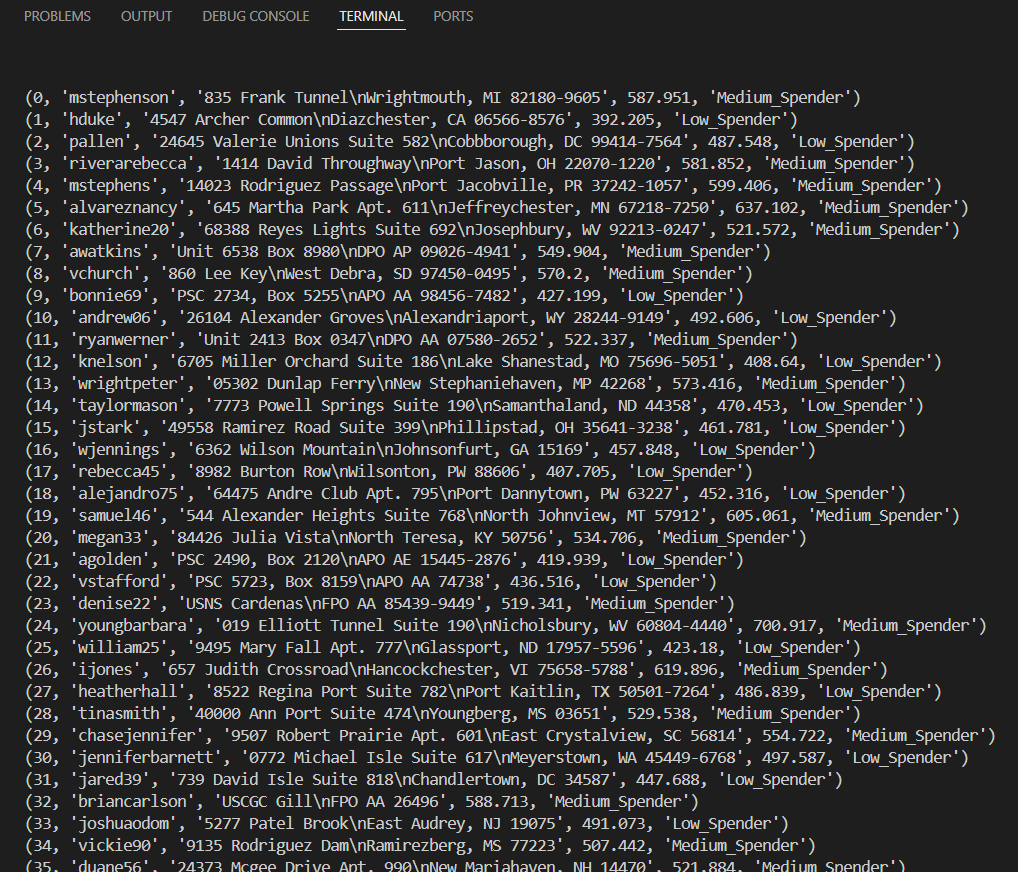 PROBLEMS OUTPUT DEBUG CONSOLE TERMINAL PORTS
(0, 'mstephenson', '835 Frank Tunnel\nWrightmouth, MI 82180-9605', 587.951, 'Medium_Spender')
(1, 'hduke', '4547 Archer Common\nDiazchester, CA 06566-8576', 392.205, 'Low_Spender')
(2, 'pallen', '24645 Valerie Unions Suite 582\nCobbborough, DC 99414-7564', 487.548, 'Low_Spender')
(3, 'riverarebecca', '1414 David Throughway\nPort Jason, OH 22070-1220', 581.852, 'Medium_Spender')
(4, 'mstephens', '14023 Rodriguez Passage\nPort Jacobville, PR 37242-1057', 599.406, 'Medium_Spender')
(5, 'alvareznancy', '645 Martha Park Apt. 611\nJeffreychester, MN 67218-7250', 637.102, 'Medium_Spender')
(6, 'katherine20', '68388 Reyes Lights Suite 692\nJosephbury, WV 92213-0247', 521.572, 'Medium_Spender')
(7, 'awatkins', 'Unit 6538 Box 8980\nDPO AP 09026-4941', 549.904, 'Medium_Spender')
(8, 'vchurch', '860 Lee Key\nWest Debra, SD 97450-0495', 570.2, 'Medium_Spender')
(9, 'bonnie69', 'PSC 2734, Box 5255\nAPO AA 98456-7482', 427.199, 'Low_Spender')
(10, 'andrew06', '26104 Alexander Groves\nAlexandriaport, WY 28244-9149', 492.606, 'Low_Spender')
(11, 'ryanwerner', 'Unit 2413 Box 0347\nDPO AA 07580-2652', 522.337, 'Medium_Spender')
(12, 'knelson', '6705 Miller Orchard Suite 186\nLake Shanestad, MO 75696-5051', 408.64, 'Low_Spender')
(13, 'wrightpeter', '05302 Dunlap Ferry\nNew Stephaniehaven, MP 42268', 573.416, 'Medium_Spender')
(14, 'taylormason', '7773 Powell Springs Suite 190\nSamanthaland, ND 44358', 470.453, 'Low_Spender')
(15, 'jstark', '49558 Ramirez Road Suite 399\nPhillipstad, OH 35641-3238', 461.781, 'Low_Spender')
(16, 'wjennings', '6362 Wilson Mountain\nJohnsonfurt, GA 15169', 457.848, 'Low_Spender')
(17, 'rebecca45', '8982 Burton Row\nWilsonton, PW 88606', 407.705, 'Low_Spender')
(18, 'alejandro75', '64475 Andre Club Apt. 795\nPort Dannytown, PW 63227', 452.316, 'Low_Spender')
(19, 'samuel46', '544 Alexander Heights Suite 768\nNorth Johnview, MT 57912', 605.061, 'Medium_Spender')
(20, 'megan33', '84426 Julia Vista\nNorth Teresa, KY 50756', 534.706, 'Medium_Spender')
(21, 'agolden', 'PSC 2490, Box 2120\nAPO AE 15445-2876', 419.939, 'Low_Spender')
(22, 'vstafford', 'PSC 5723, Box 8159\nAPO AA 74738', 436.516, 'Low_Spender')
(23, 'denise22', 'USNS Cardenas\nFPO AA 85439-9449', 519.341, 'Medium_Spender')
(24, 'youngbarbara', '019 Elliott Tunnel Suite 190\nNicholsbury, WV 60804-4440', 700.917, 'Medium_Spender')
(25, 'william25', '9495 Mary Fall Apt. 777\nGlassport, ND 17957-5596', 423.18, 'Low_Spender')
(26, 'ijones', '657 Judith Crossroad\nHancockchester, VI 75658-5788', 619.896, 'Medium_Spender')
(27, 'heatherhall', '8522 Regina Port Suite 782\nPort Kaitlin, TX 50501-7264', 486.839, 'Low_Spender')
(28, 'tinasmith', '40000 Ann Port Suite 474\nYoungberg, MS 03651', 529.538, 'Medium_Spender')
(29, 'chasejennifer', '9507 Robert Prairie Apt. 601\nEast Crystalview, SC 56814', 554.722, 'Medium_Spender')
(30, 'jenniferbarnett', '0772 Michael Isle Suite 617\nMeyerstown, WA 45449-6768', 497.587, 'Low_Spender')
(31, 'jared39', '739 David Isle Suite 818\nChandlertown, DC 34587', 447.688, 'Low_Spender')
(32, 'briancarlson', 'USCGC Gill\nFPO AA 26496', 588.713, 'Medium_Spender')
(33, 'joshuaodom', '5277 Patel Brook\nEast Audrey, NJ 19075', 491.073, 'Low_Spender')
(34, 'vickie90', '9135 Rodriguez Dam\nRamirezberg, MS 77223', 507.442, 'Medium_Spender')
(35, 'duane56', '24373 Mcgee Drive Apt. 990\nNew Mariahaven, NH 14470', 521.884, 'Medium_Spender')